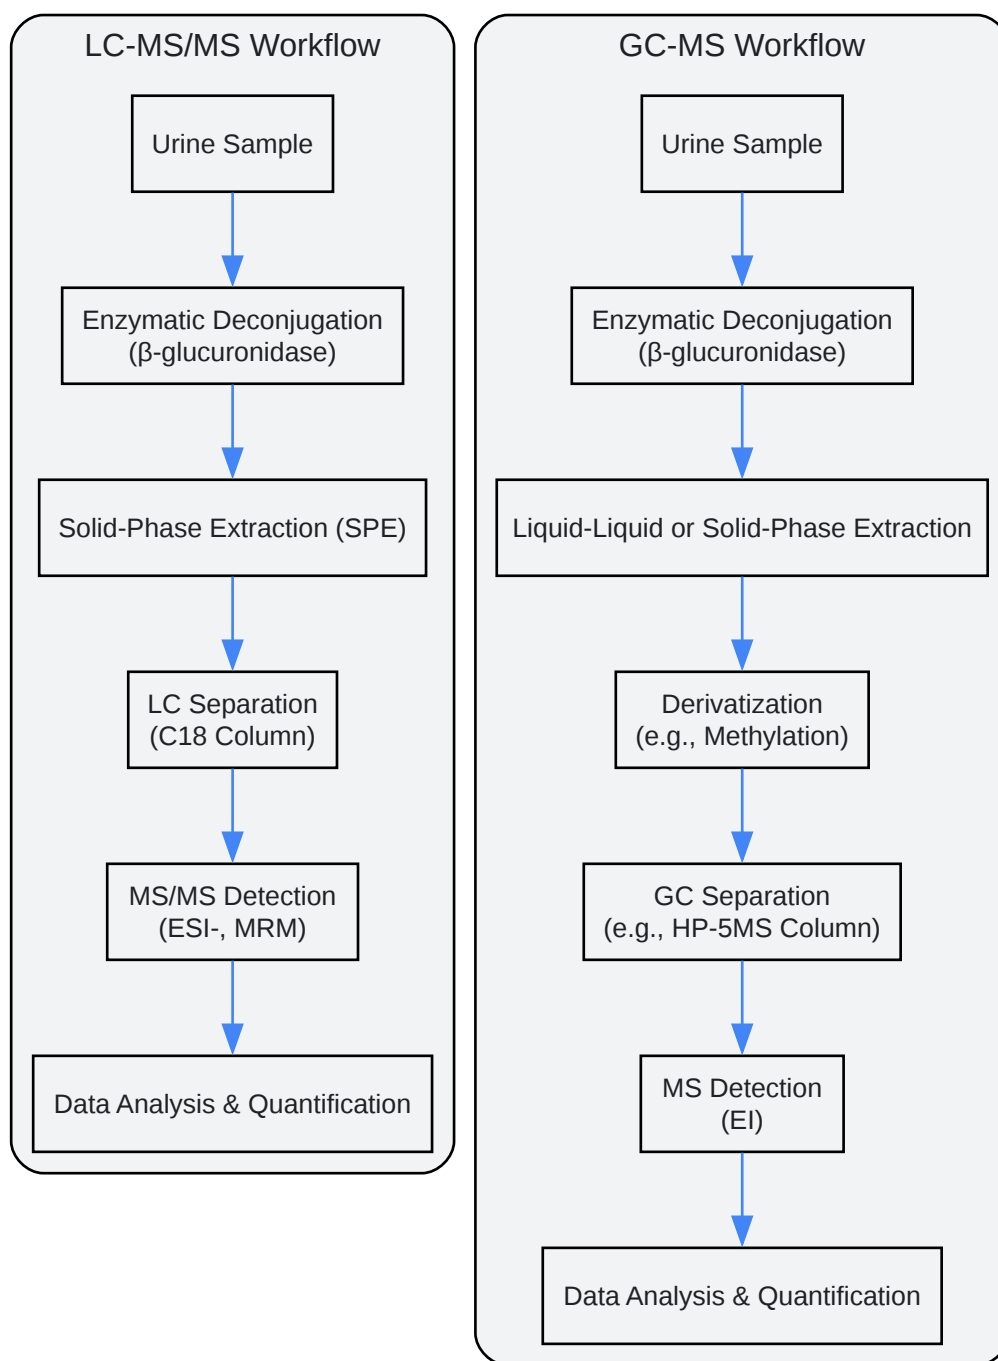 LC-MS/MS Workflow
Urine Sample
Enzymatic Deconjugation
(β-glucuronidase)
Solid-Phase Extraction (SPE)
LC Separation
(C18 Column)
MS/MS Detection
(ESI-, MRM)
Data Analysis & Quantification
GC-MS Workflow
Urine Sample
Enzymatic Deconjugation
(β-glucuronidase)
Liquid-Liquid or Solid-Phase Extraction
Derivatization
(e.g., Methylation)
GC Separation
(e.g., HP-5MS Column)
MS Detection
(EI)
Data Analysis & Quantification